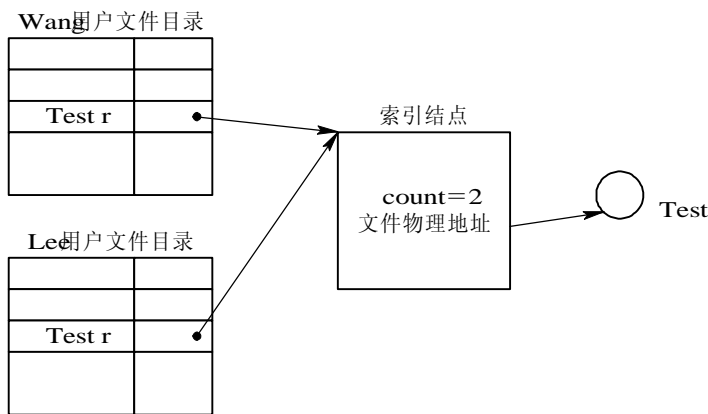 Wang用户文件目录
Test r
索引结点
count=2
文件物理地址
Test
Lee用户文件目录
Test r